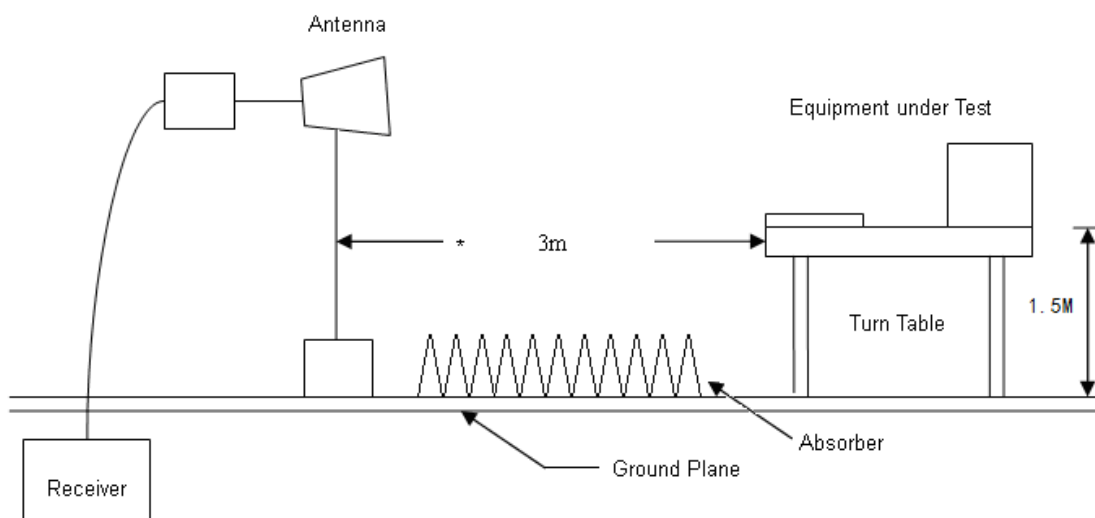 Antenna
Equipment under Test
* 3m
1.5M
Turn Table
Absorber
Ground Plane
Receiver